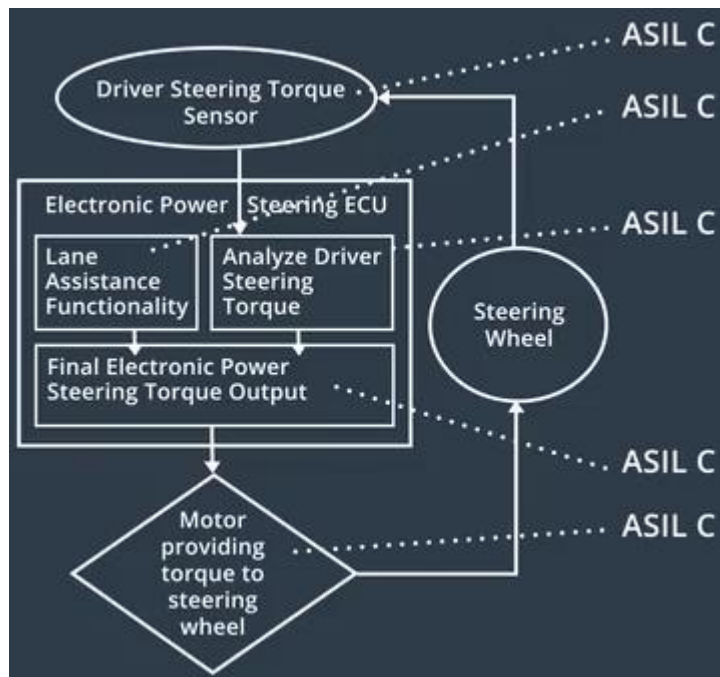 ASIL C
Driver Steering Torque
Sensor
ASIL C
Electronic Power Steering ECU
ASIL C
Lane
Assistance
Functionality
Analyze Driver
Steering
Torque
Steering
Wheel
Final Electronic Power
Steering Torque Output
ASIL C
ASIL C
Motor
providing
torque to
steering
wheel